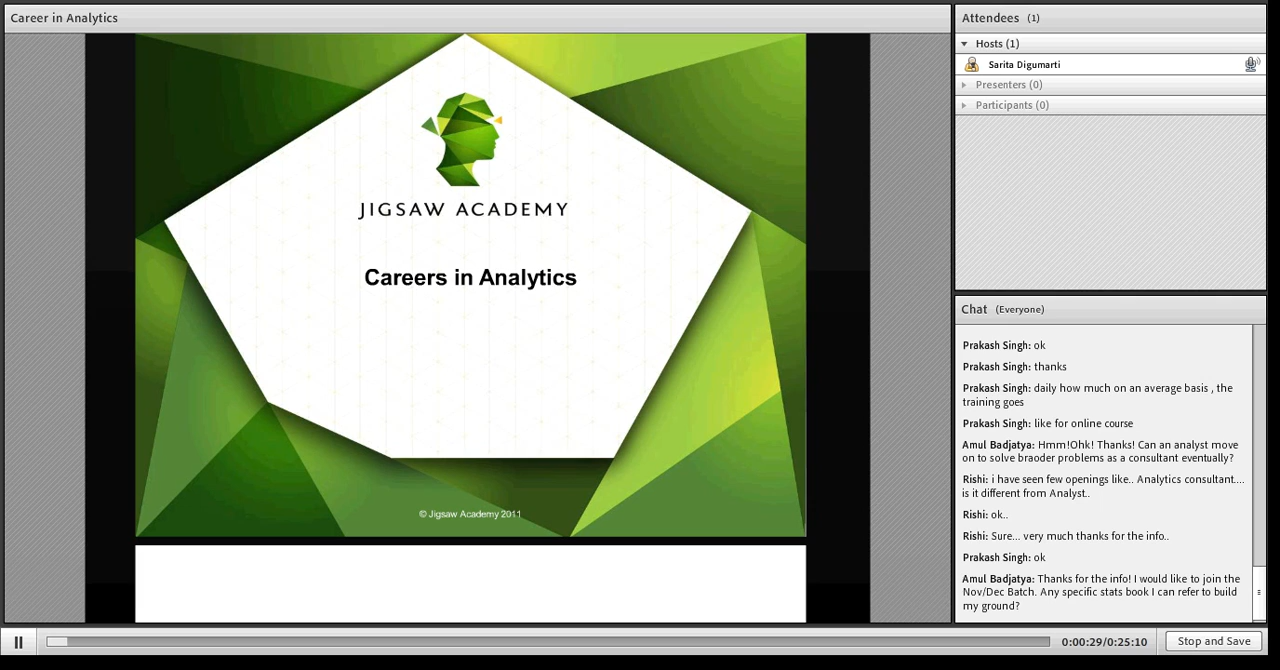 Career in Analytics
JIGSAW ACADEMY
Careers in Analytics
© Jigsaw Academy 2011
Attendees (1)
Hosts (1)
Sarita Digumarti
Presenters (0)
Participants (0)
Chat (Everyone)
Prakash Singh: ok
Prakash Singh: thanks
Prakash Singh: daily how much on an average basis , the
training goes
Prakash Singh: like for online course
Amul Badjatya: Hmm!Ohk! Thanks! Can an analyst move
on to solve braoder problems as a consultant eventually?
Rishi: i have seen few openings like.. Analytics consultant....
is it different from Analyst..
Rishi: ok..
Rishi: Sure... very much thanks for the info..
Prakash Singh: ok
Amul Badjatya: Thanks for the info! I would like to join the
Nov/Dec Batch. Any specific stats book I can refer to build
my ground?
0:00:29/0:25:10
Stop and Save